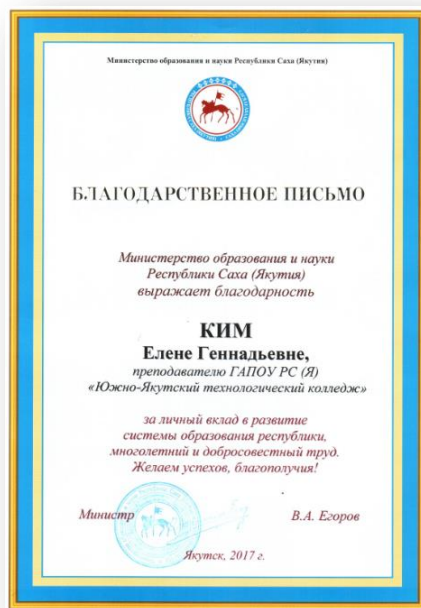 Министерство образования и науки Республики Саха (Якутия)
БЛАГОДАРСТВЕННОЕ ПИСЬМО
Министерство образования и науки
Республики Саха (Якутия)
выражает благодарность
КИМ
Елене Геннадьевне,
преподавателю ГАПОУ РС (Я)
«Южно-Якутский технологический колледж»
за личный вклад в развитие
системы образования республики,
многолетний и добросовестный труд.
Желаем успехов, благополучия!
Министр В.А. Егоров
Якутск, 2017 г.